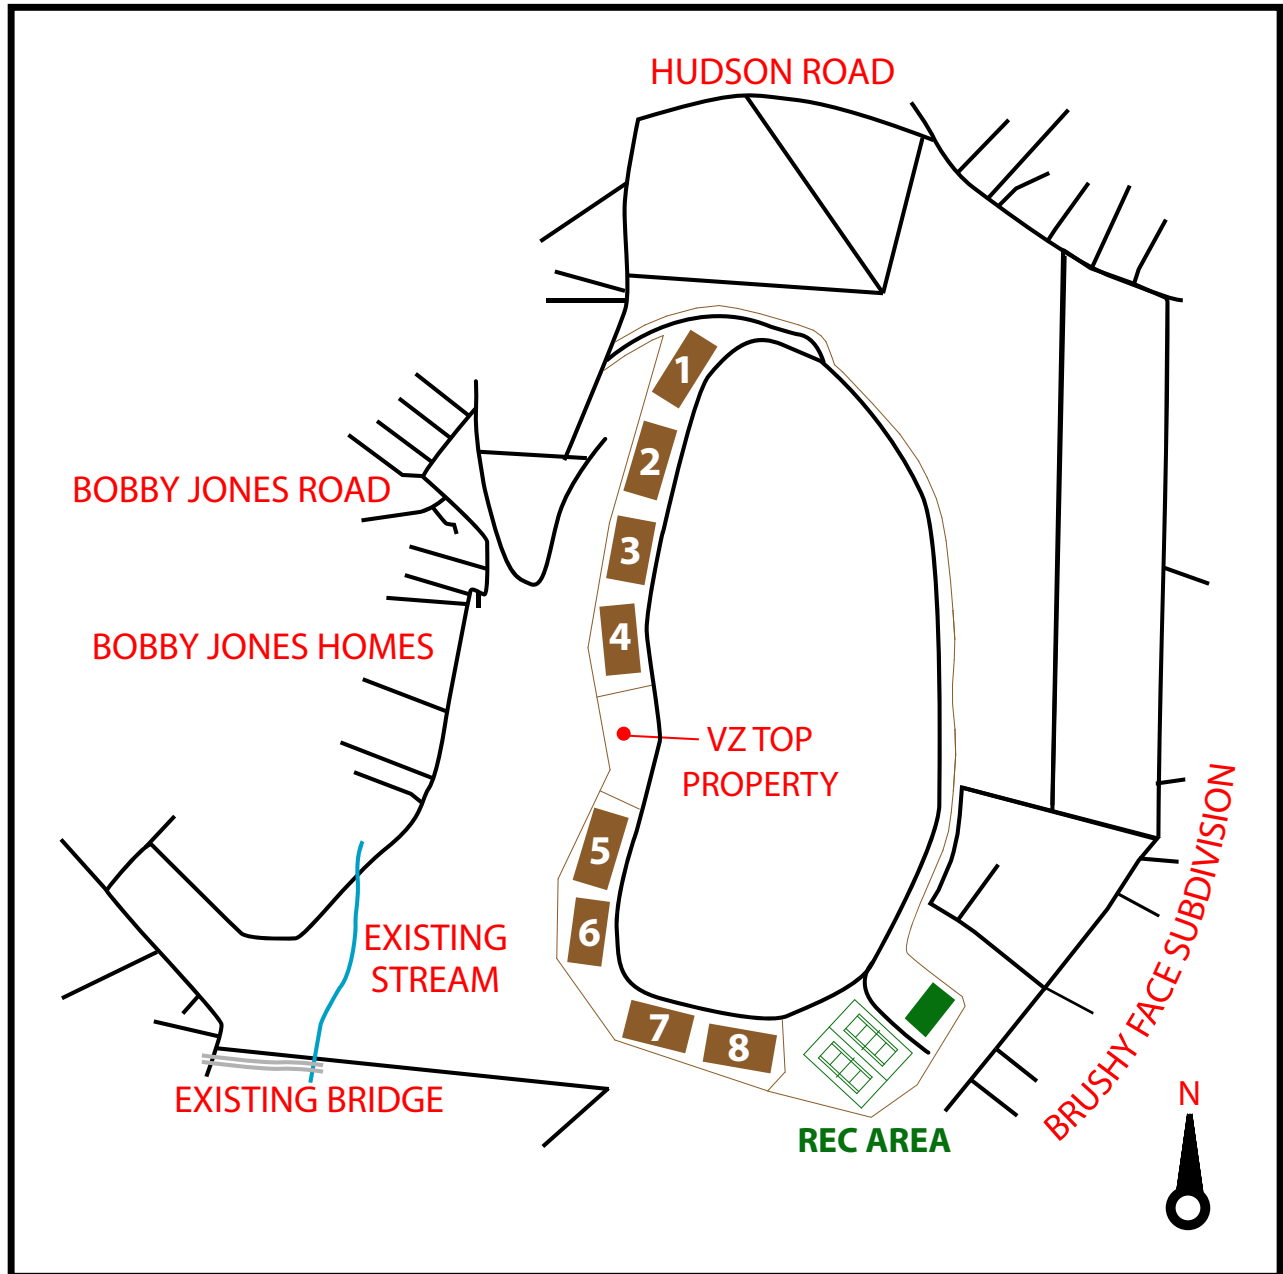 HUDSON ROAD
1
2
BOBBY JONES ROAD
3
4
BOBBY JONES HOMES
VZ TOP
PROPERTY
5
6
EXISTING
STREAM
BRUSHY FACE SUBDIVISION
7
8
EXISTING BRIDGE
N
REC AREA